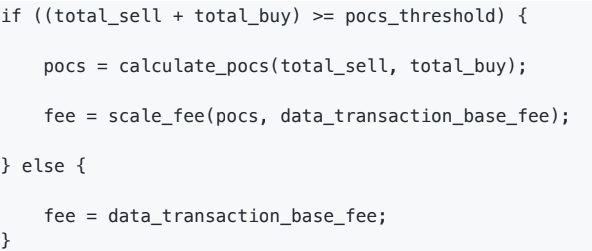 if ((total_sell + total_buy) >= pocs_threshold) {
    pocs = calculate_pocs(total_sell, total_buy);
    fee = scale_fee(pocs, data_transaction_base_fee);
} else {
    fee = data_transaction_base_fee;
}